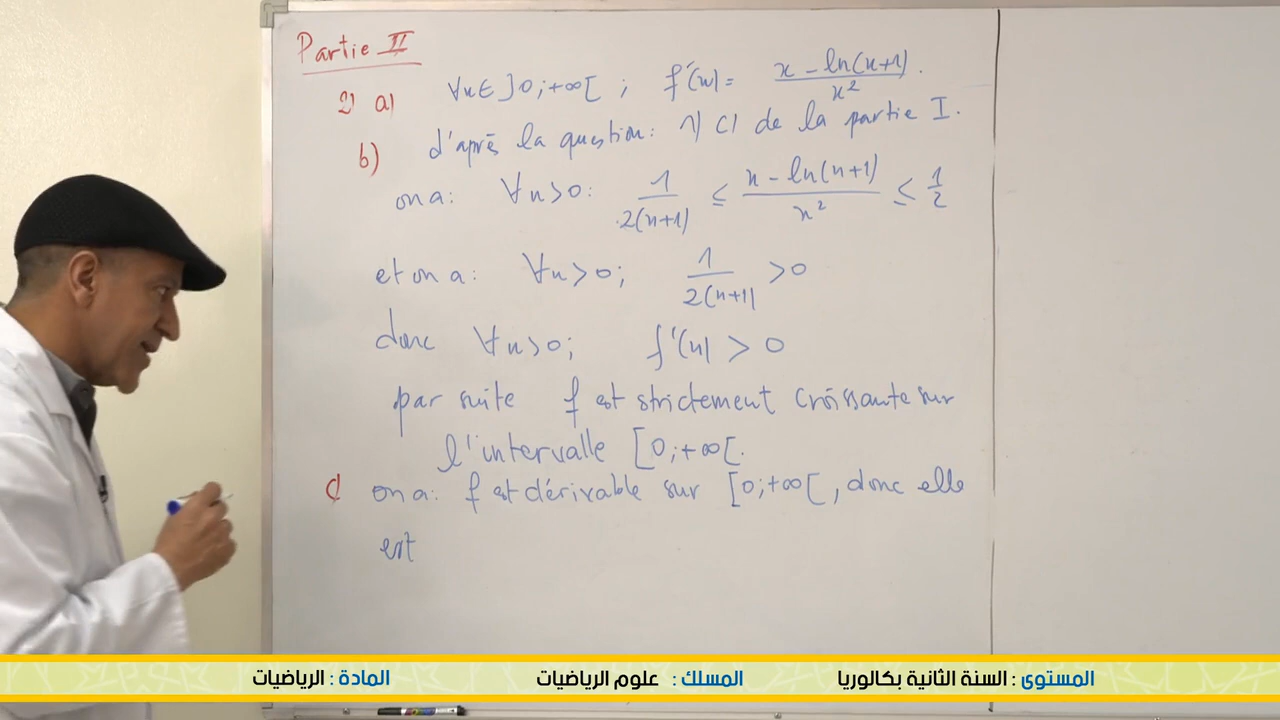 Partie II
2) a) ∀x∈]0;+∞[ ; f'(x)= (x - ln(x+1))/x² .
b) d'après la question: 1) c) de la partie I.
on a: ∀x>0: 1/(2(x+1)) ≤ (x - ln(x+1))/x² ≤ 1/2
et on a: ∀x>0; 1/(2(x+1)) >0
donc ∀x>0; f'(x) > 0
par suite f est strictement croissante sur
l'intervalle [0;+∞[.
c) on a: f est dérivable sur [0;+∞[, donc elle
est
المستوى : السنة الثانية بكالوريا المسلك : علوم الرياضيات المادة : الرياضيات